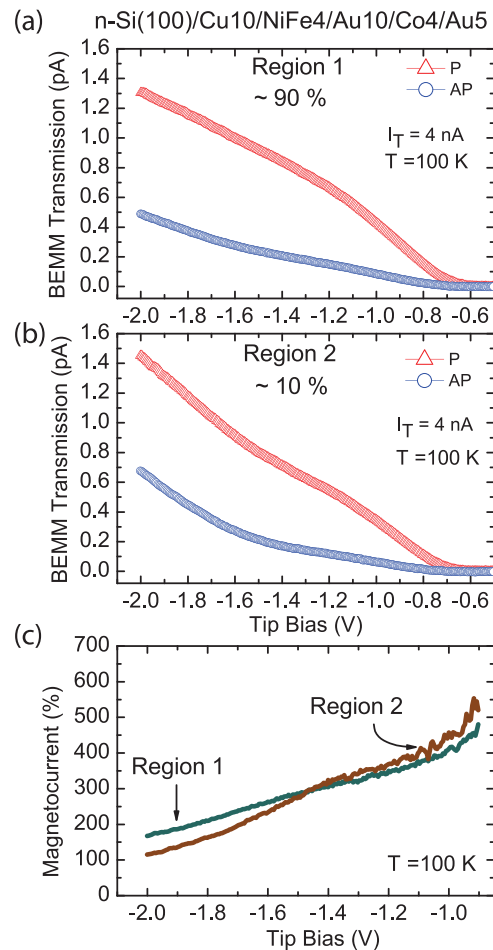 (a) n-Si(100)/Cu10/NiFe4/Au10/Co4/Au5
1.6
1.4
1.2
1.0
0.8
0.6
0.4
0.2
0.0
BEMM Transmission (pA)
Region 1
~ 90 %
P
AP
I_T = 4 nA
T = 100 K
-2.0 -1.8 -1.6 -1.4 -1.2 -1.0 -0.8 -0.6
(b)
1.6
1.4
1.2
1.0
0.8
0.6
0.4
0.2
0.0
BEMM Transmission (pA)
Region 2
~ 10 %
P
AP
I_T = 4 nA
T =100 K
-2.0 -1.8 -1.6 -1.4 -1.2 -1.0 -0.8 -0.6
Tip Bias (V)
(c)
700
600
500
400
300
200
100
0
Magnetocurrent (%)
Region 2
Region 1
T =100 K
-2.0 -1.8 -1.6 -1.4 -1.2 -1.0
Tip Bias (V)